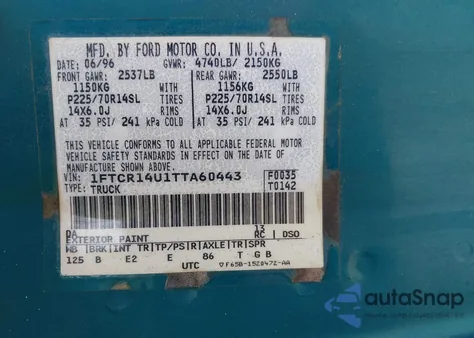 MFD. BY FORD MOTOR CO. IN U.S.A.
DATE: 06/96 GVWR: 4740LB/ 2150KG
FRONT GAWR: 2537LB REAR GAWR: 2550LB
1150KG WITH 1156KG WITH
P225/70R14SL TIRES P225/70R14SL TIRES
14X6.0J RIMS 14X6.0J RIMS
AT 35 PSI/ 241 kPa COLD AT 35 PSI/ 241 kPa COLD
THIS VEHICLE CONFORMS TO ALL APPLICABLE FEDERAL MOTOR
VEHICLE SAFETY STANDARDS IN EFFECT ON THE DATE OF
MANUFACTURE SHOWN ABOVE.
VIN: 1FTCR14U1TTA60443 F0035
TYPE: TRUCK T0142
DA 13
EXTERIOR PAINT RC DSO
WB BRK INT TR TP/PS R AXLE TR SPR
125 B E2 E 86 T G B
UTC ▽F65B-1520472-AA
autoSnap